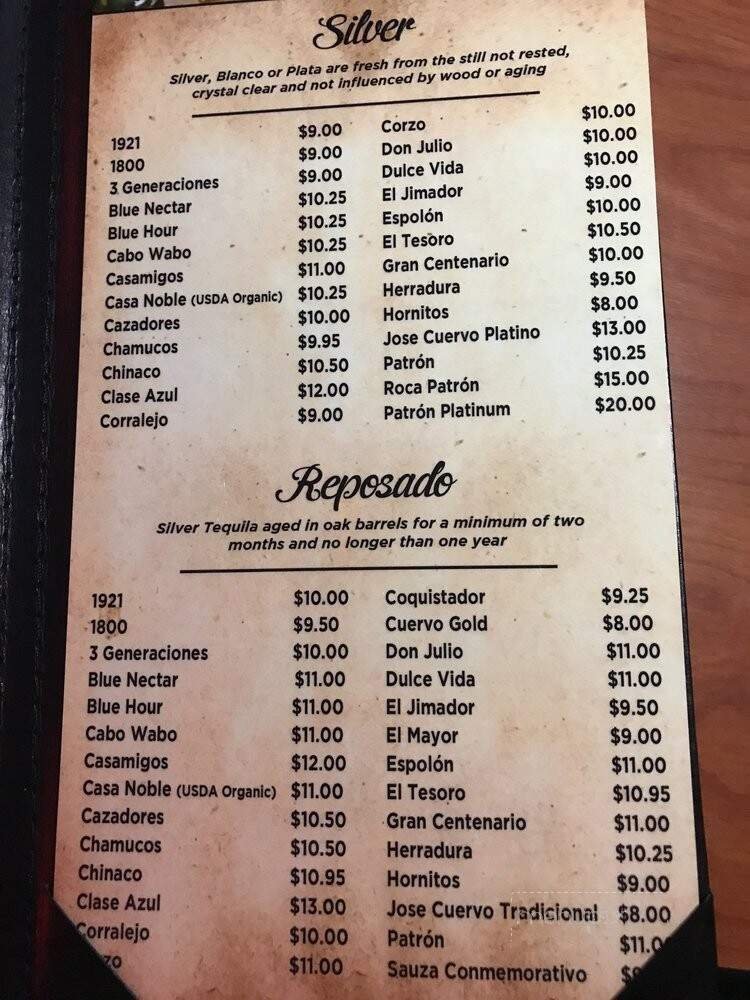 Silver
Silver, Blanco or Plata are fresh from the still not rested,
crystal clear and not influenced by wood or aging
1921 $9.00 Corzo $10.00
1800 $9.00 Don Julio $10.00
3 Generaciones $9.00 Dulce Vida $10.00
Blue Nectar $10.25 El Jimador $9.00
Blue Hour $10.25 Espolón $10.00
Cabo Wabo $10.25 El Tesoro $10.50
Casamigos $11.00 Gran Centenario $10.00
Casa Noble (USDA Organic) $10.25 Herradura $9.50
Cazadores $10.00 Hornitos $8.00
Chamucos $9.95 Jose Cuervo Platino $13.00
Chinaco $10.50 Patrón $10.25
Clase Azul $12.00 Roca Patrón $15.00
Corralejo $9.00 Patrón Platinum $20.00
Reposado
Silver Tequila aged in oak barrels for a minimum of two
months and no longer than one year
1921 $10.00 Coquistador $9.25
1800 $9.50 Cuervo Gold $8.00
3 Generaciones $10.00 Don Julio $11.00
Blue Nectar $11.00 Dulce Vida $11.00
Blue Hour $11.00 El Jimador $9.50
Cabo Wabo $11.00 El Mayor $9.00
Casamigos $12.00 Espolón $11.00
Casa Noble (USDA Organic) $11.00 El Tesoro $10.95
Cazadores $10.50 Gran Centenario $11.00
Chamucos $10.50 Herradura $10.25
Chinaco $10.95 Hornitos $9.00
Clase Azul $13.00 Jose Cuervo Tradicional $8.00
Corralejo $10.00 Patrón $11.0
$11.00 Sauza Conmemorativo